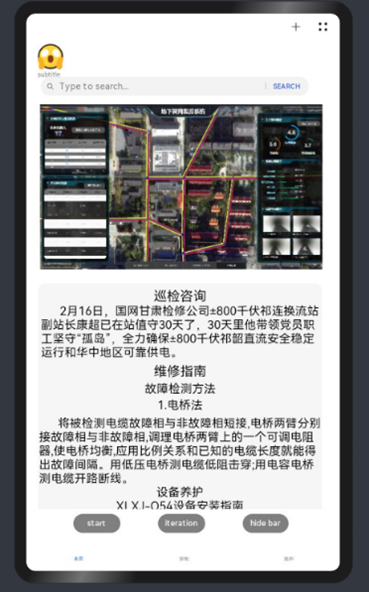 subtitle
Type to search...
SEARCH
地下管网监控系统
巡检咨询
2月16日，国网甘肃检修公司±800千伏祁连换流站
副站长康超已在站值守30天了，30天里他带领党员职
工坚守“孤岛”，全力确保±800千伏祁韶直流安全稳定
运行和华中地区可靠供电。
维修指南
故障检测方法
1.电桥法
将被检测电缆故障相与非故障相短接,电桥两臂分别
接故障相与非故障相,调理电桥两臂上的一个可调电阻
器,使电桥均衡,应用比例关系和已知的电缆长度就能得
出故障间隔。用低压电桥测电缆低阻击穿;用电容电桥
测电缆开路断线。
设备养护
XLXJ-O54设备安装指南
start
iteration
hide bar